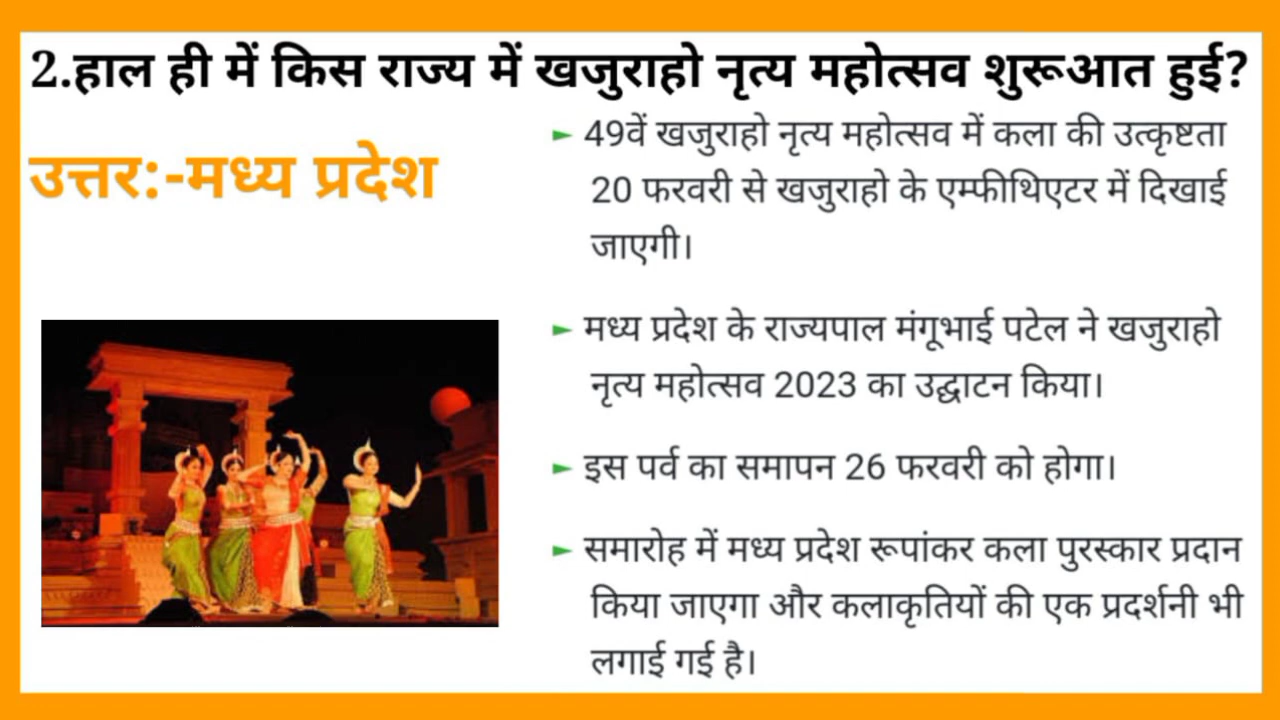 2.हाल ही में किस राज्य में खजुराहो नृत्य महोत्सव शुरूआत हुई?
उत्तर:-मध्य प्रदेश
► 49वें खजुराहो नृत्य महोत्सव में कला की उत्कृष्टता
20 फरवरी से खजुराहो के एम्फीथिएटर में दिखाई
जाएगी।
► मध्य प्रदेश के राज्यपाल मंगूभाई पटेल ने खजुराहो
नृत्य महोत्सव 2023 का उद्घाटन किया।
► इस पर्व का समापन 26 फरवरी को होगा।
► समारोह में मध्य प्रदेश रूपांकर कला पुरस्कार प्रदान
किया जाएगा और कलाकृतियों की एक प्रदर्शनी भी
लगाई गई है।